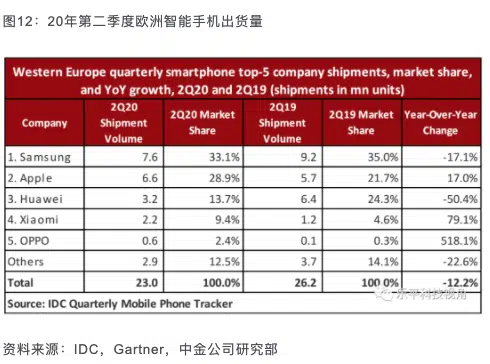 图12：20年第二季度欧洲智能手机出货量
Western Europe quarterly smartphone top-5 company shipments, market share,
and YoY growth, 2Q20 and 2Q19 (shipments in mn units)
Company 2Q20 Shipment Volume 2Q20 Market Share 2Q19 Shipment Volume 2Q19 Market Share Year-Over-Year Change
1. Samsung 7.6 33.1% 9.2 35.0% -17.1%
2. Apple 6.6 28.9% 5.7 21.7% 17.0%
3. Huawei 3.2 13.7% 6.4 24.3% -50.4%
4. Xiaomi 2.2 9.4% 1.2 4.6% 79.1%
5. OPPO 0.6 2.4% 0.1 0.3% 518.1%
Others 2.9 12.5% 3.7 14.1% -22.6%
Total 23.0 100.0% 26.2 100 0% -12.2%
乐平科技视角
Source: IDC Quarterly Mobile Phone Tracker
资料来源：IDC，Gartner，中金公司研究部